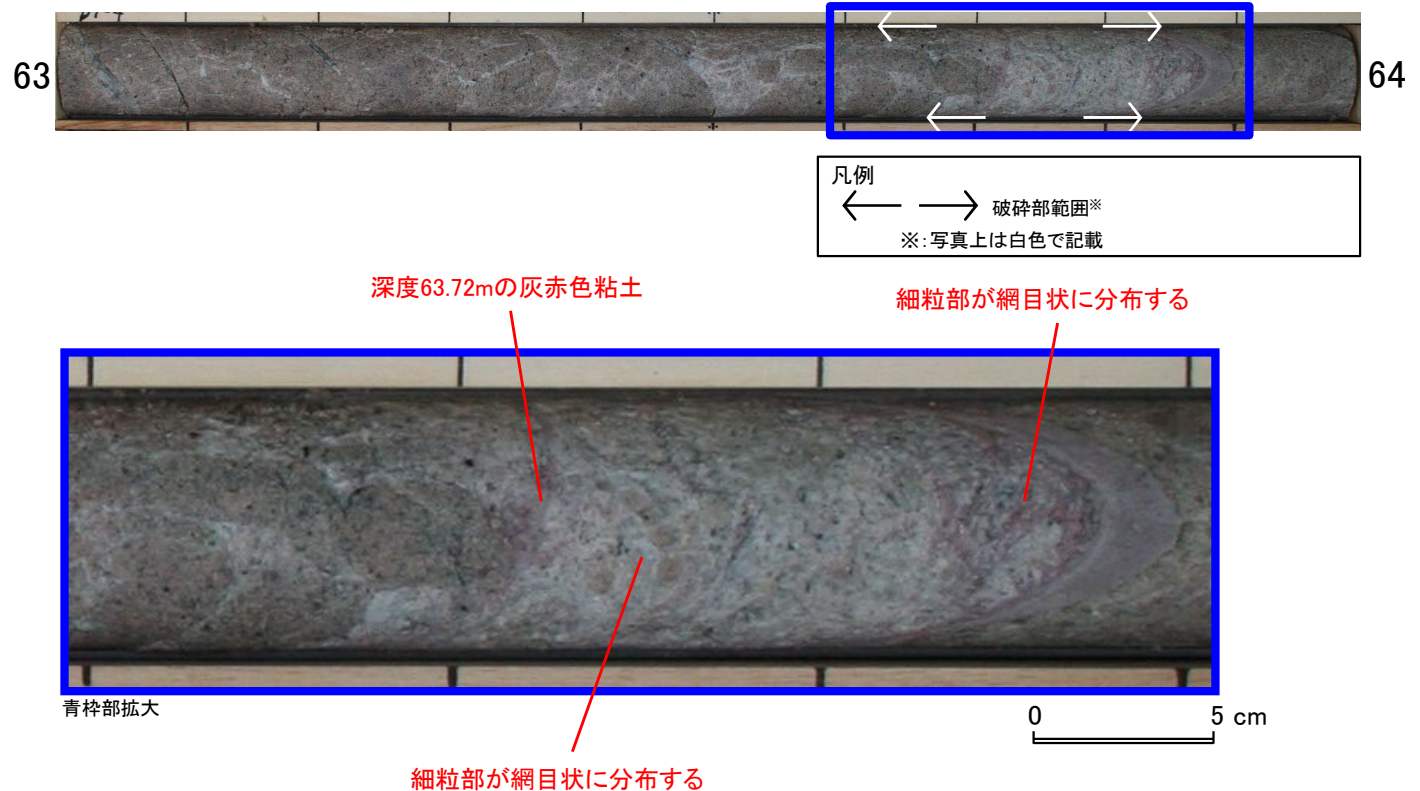 63
64
凡例
破砕部範囲※
※：写真上は白色で記載
深度63.72mの灰赤色粘土
細粒部が網目状に分布する
青枠部拡大
0 5 cm
細粒部が網目状に分布する